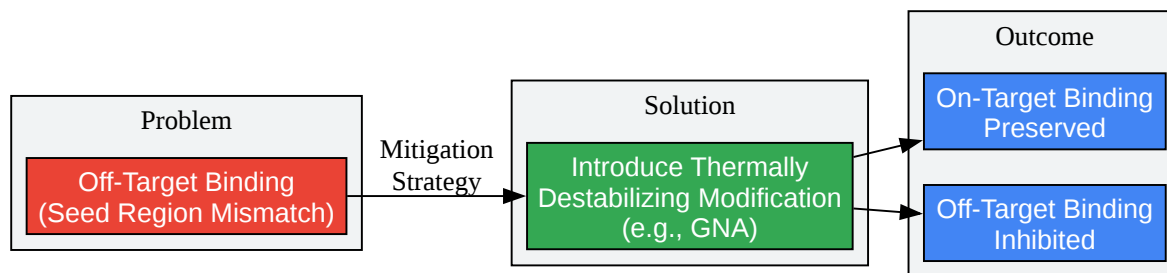 Problem
Off-Target Binding
(Seed Region Mismatch)
Mitigation
Strategy
Solution
Introduce Thermally
Destabilizing Modification
(e.g., GNA)
Outcome
On-Target Binding
Preserved
Off-Target Binding
Inhibited